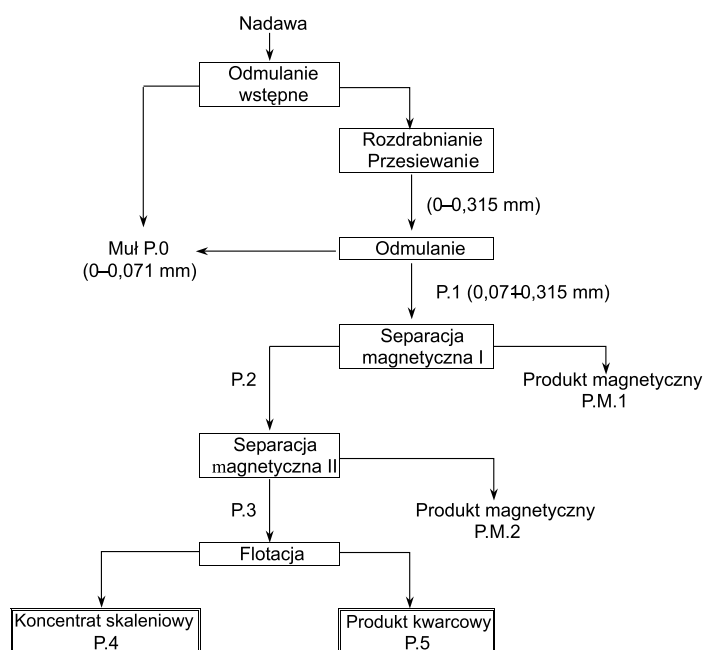 Nadawa
Odmulanie
wstępne
Rozdrabnianie
Przesiewanie
(0–0,315 mm)
Muł P.0
(0–0,071 mm)
Odmulanie
P.1 (0,071–0,315 mm)
Separacja
magnetyczna I
P.2
Produkt magnetyczny
P.M.1
Separacja
magnetyczna II
P.3
Produkt magnetyczny
P.M.2
Flotacja
Koncentrat skaleniowy
P.4
Produkt kwarcowy
P.5